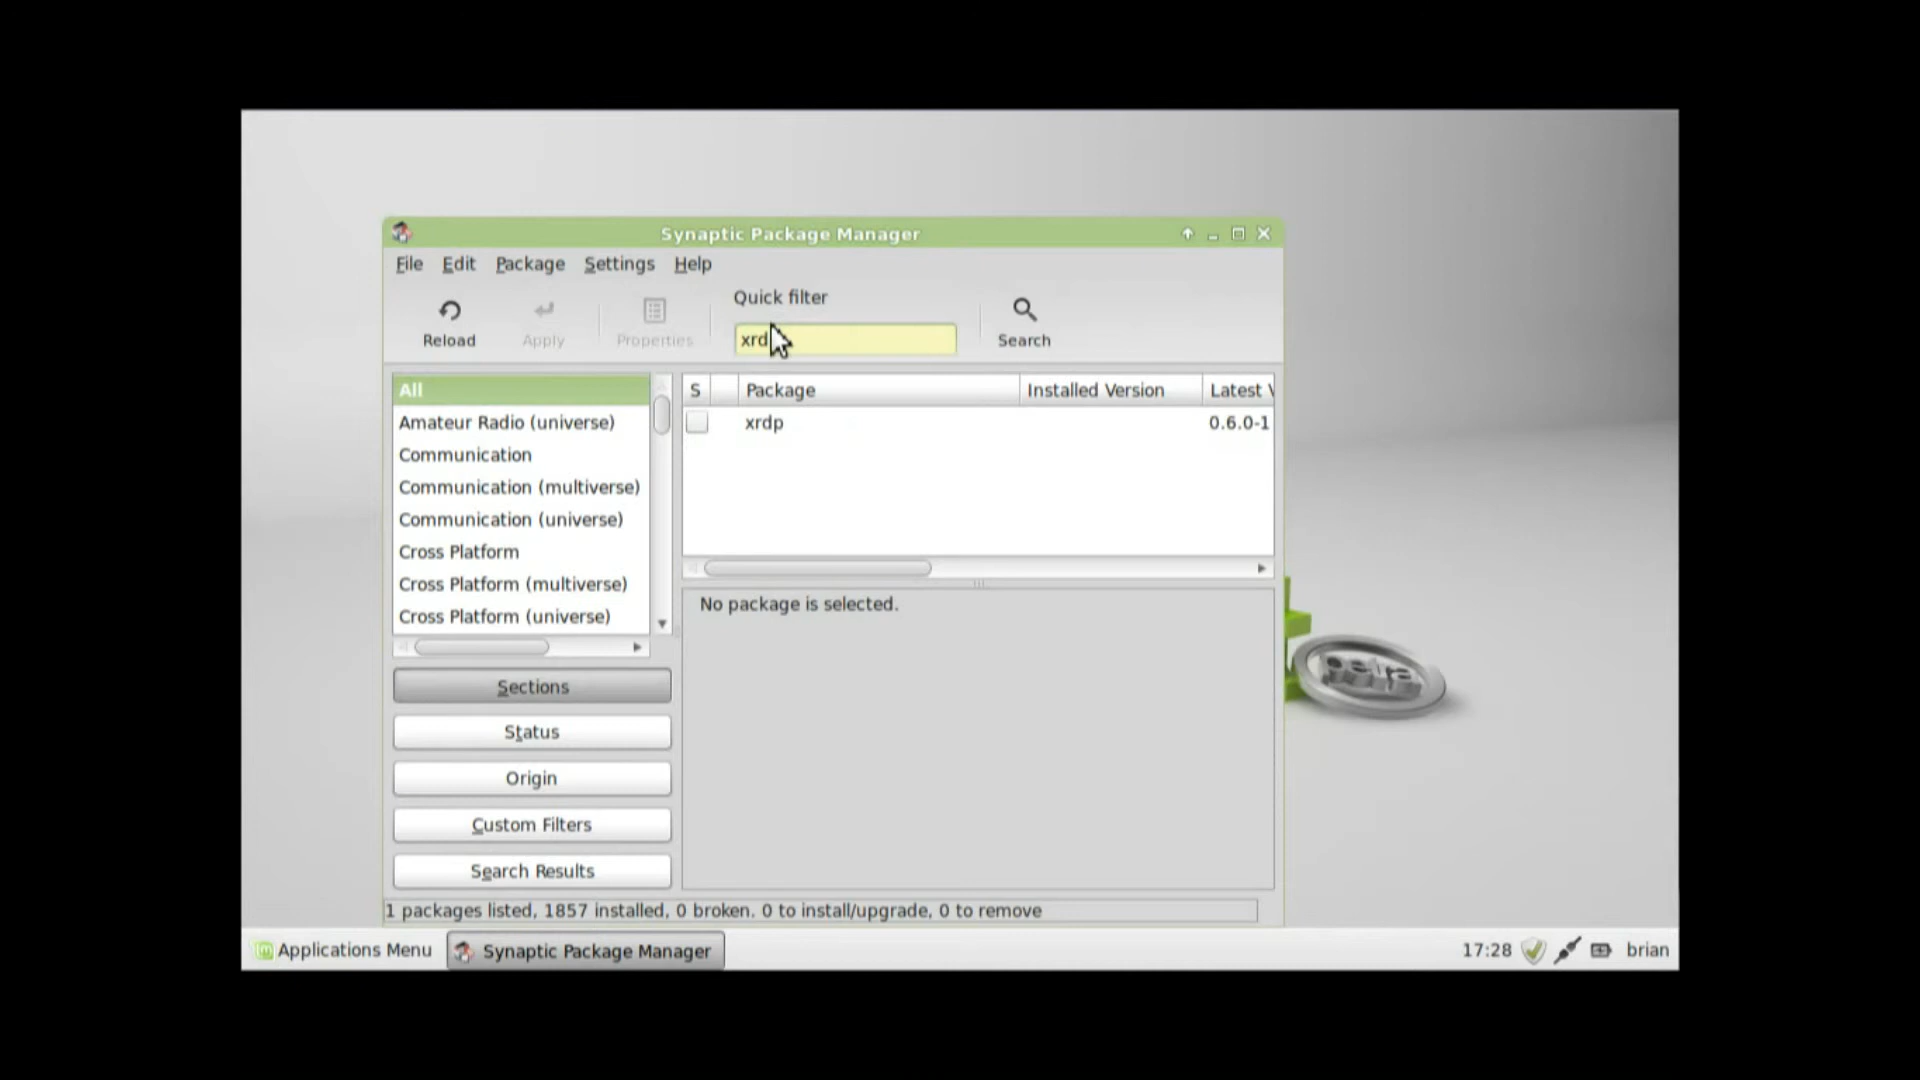 Synaptic Package Manager
File Edit Package Settings Help
Quick filter
Reload Apply Properties xrd Search
All
Amateur Radio (universe)
Communication
Communication (multiverse)
Communication (universe)
Cross Platform
Cross Platform (multiverse)
Cross Platform (universe)
S Package Installed Version Latest V
xrdp 0.6.0-1
No package is selected.
Sections
Status
Origin
Custom Filters
Search Results
1 packages listed, 1857 installed, 0 broken. 0 to install/upgrade, 0 to remove
Applications Menu Synaptic Package Manager 17:28 brian